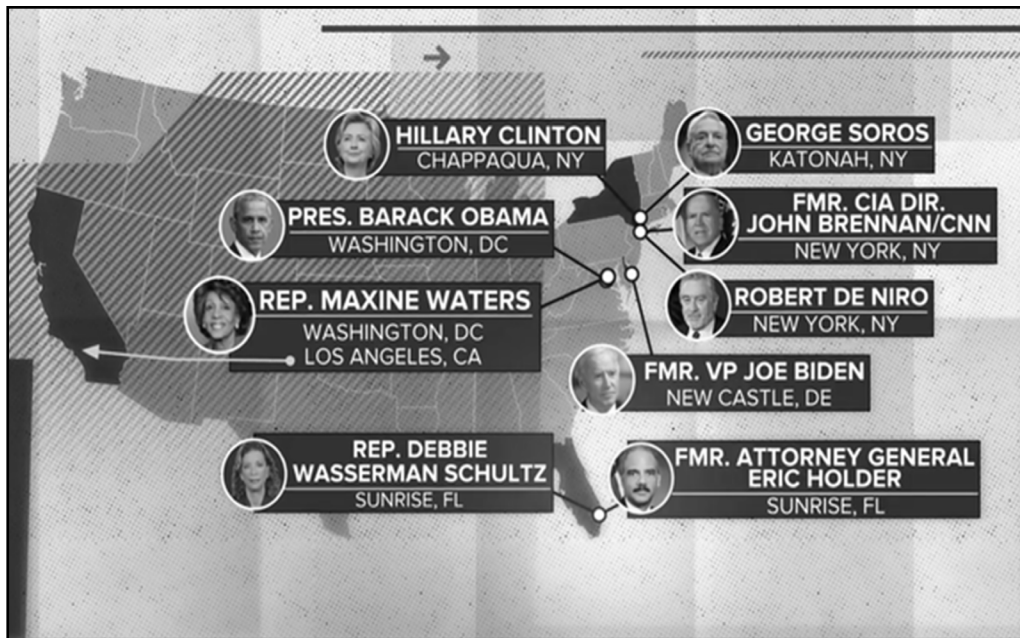 HILLARY CLINTON
CHAPPAQUA, NY
GEORGE SOROS
KATONAH, NY
PRES. BARACK OBAMA
WASHINGTON, DC
FMR. CIA DIR.
JOHN BRENNAN/CNN
NEW YORK, NY
REP. MAXINE WATERS
WASHINGTON, DC
LOS ANGELES, CA
ROBERT DE NIRO
NEW YORK, NY
FMR. VP JOE BIDEN
NEW CASTLE, DE
REP. DEBBIE
WASSERMAN SCHULTZ
SUNRISE, FL
FMR. ATTORNEY GENERAL
ERIC HOLDER
SUNRISE, FL